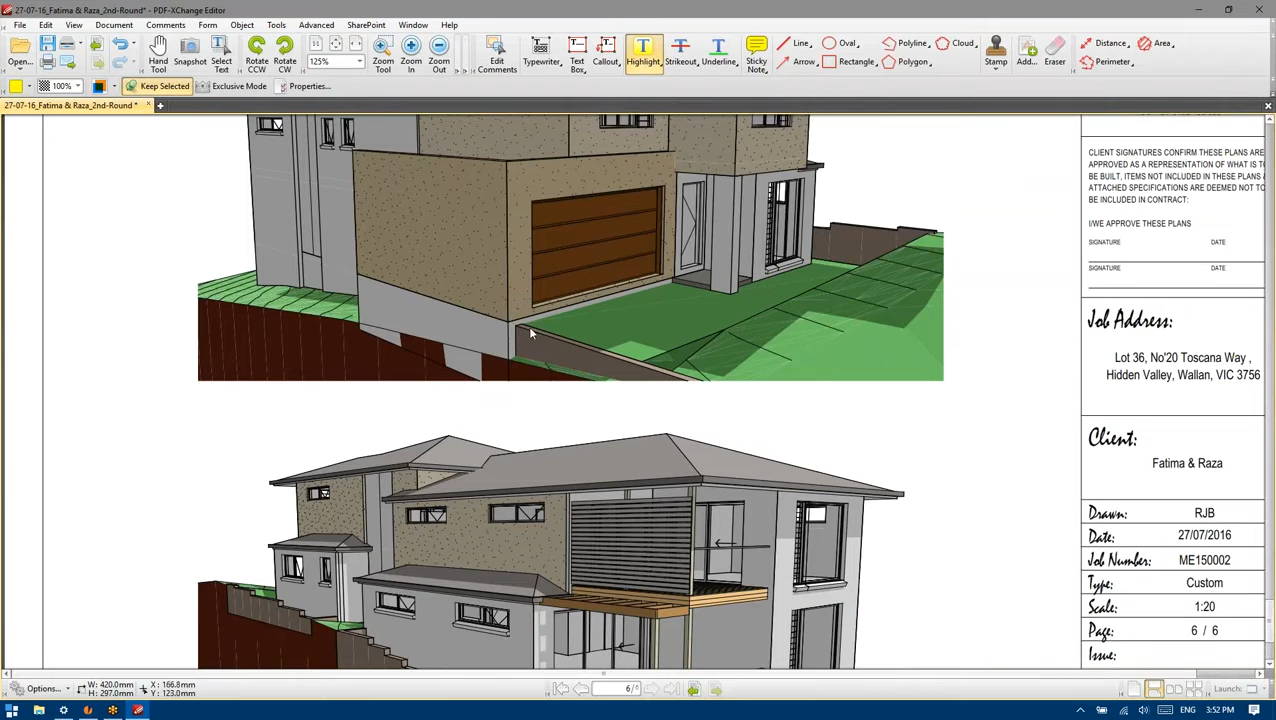 27-07-16_Fatima & Raza_2nd-Round* - PDF-XChange Editor
File Edit View Document Comments Form Object Tools Advanced SharePoint Window Help
Open... Hand Tool Snapshot Select Text Rotate CCW Rotate CW 125% Zoom Tool Zoom In Zoom Out Edit Comments Typewriter Text Box Callout Highlight Strikeout Underline Sticky Note Line Arrow Oval Rectangle Polyline Polygon Cloud Stamp Add... Eraser Distance Perimeter Area
100% Keep Selected Exclusive Mode Properties...
27-07-16_Fatima & Raza_2nd-Round *
CLIENT SIGNATURES CONFIRM THESE PLANS ARE
APPROVED AS A REPRESENTATION OF WHAT IS TO
BE BUILT, ITEMS NOT INCLUDED IN THESE PLANS &
ATTACHED SPECIFICATIONS ARE DEEMED NOT TO
BE INCLUDED IN CONTRACT:
I/WE APPROVE THESE PLANS
SIGNATURE DATE
SIGNATURE DATE
Job Address:
Lot 36, No'20 Toscana Way ,
Hidden Valley, Wallan, VIC 3756
Client:
Fatima & Raza
Drawn: RJB
Date: 27/07/2016
Job Number: ME150002
Type: Custom
Scale: 1:20
Page: 6 / 6
Issue:
Options... W: 420.0mm X: 166.8mm
H: 297.0mm Y: 123.0mm
Launch:
ENG 3:52 PM